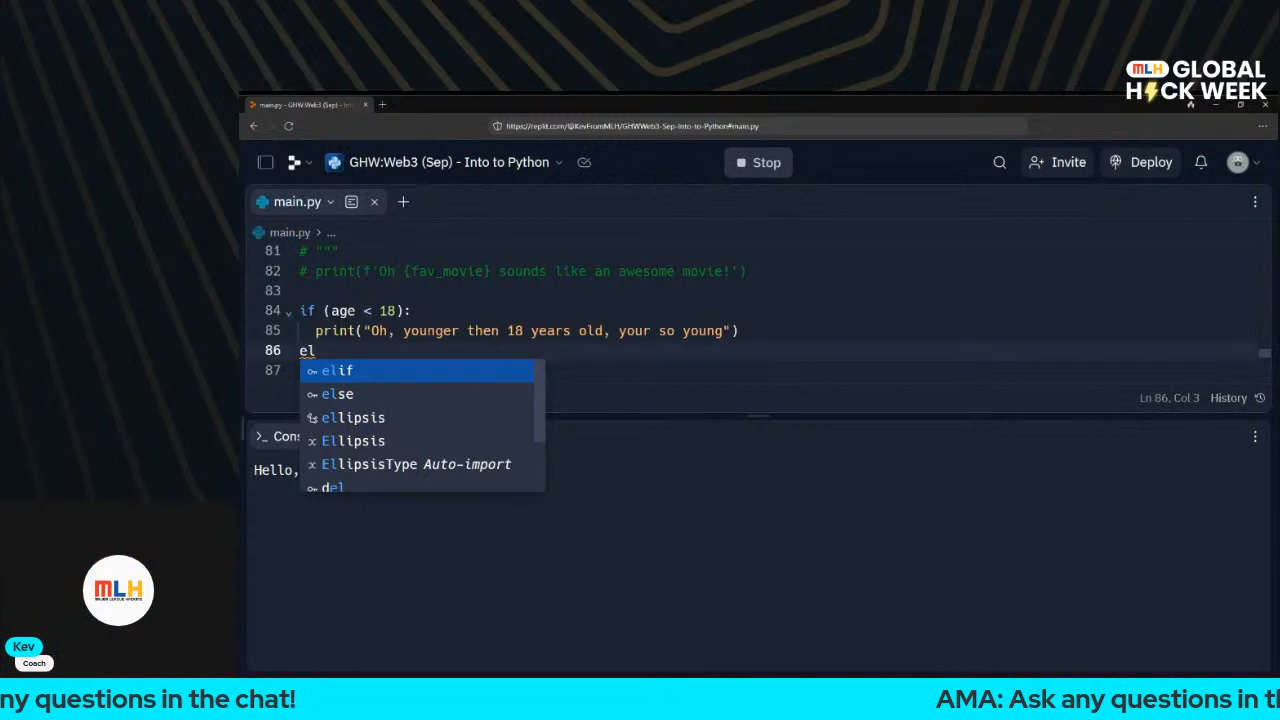 MLH GLOBAL
HACK WEEK
main.py - GHW:Web3 (Sep) - Into
https://replit.com/@KevFromMLH/GHWWeb3-Sep-Into-to-Python#main.py
GHW:Web3 (Sep) - Into to Python
Stop
Invite
Deploy
main.py
main.py > ...
81 # """
82 # print(f'Oh {fav_movie} sounds like an awesome movie!')
83
84 if (age < 18):
85 print("Oh, younger then 18 years old, your so young")
86 el
87
elif
else
ellipsis
Ellipsis
EllipsisType Auto-import
del
Ln 86, Col 3 History
>_ Cons
Hello,
MLH
MAJOR LEAGUE HACKING
Kev
Coach
ny questions in the chat! AMA: Ask any questions in th